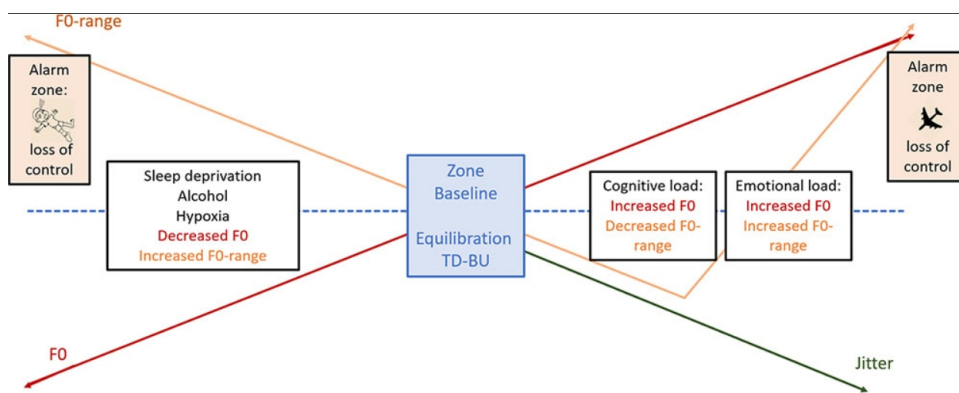 F0-range
Alarm
zone:
loss of
control
Sleep deprivation
Alcohol
Hypoxia
Decreased F0
Increased F0-range
F0
Zone
Baseline
Equilibration
TD-BU
Cognitive load:
Increased F0
Decreased F0-
range
Emotional load:
Increased F0
Increased F0-
range
Alarm
zone
loss of
control
Jitter